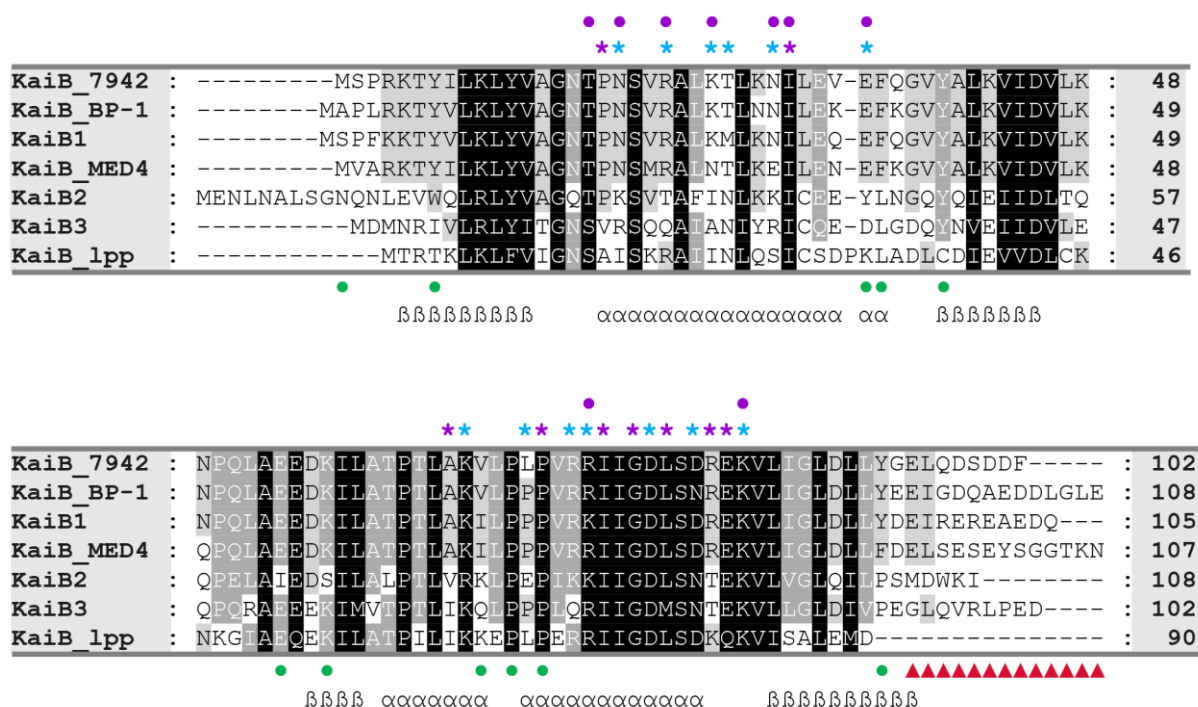 KaiB_7942 : ---------MSPRKTYILKLYVAGNTPNSVRALKTLKNILEV-EFQGVYALKVIDVLK : 48
KaiB_BP-1 : --------MAPLRKTYVLKLYVAGNTPNSVRALKTLNNILEK-EFKGVYALKVIDVLK : 49
KaiB1 : --------MSPFKKTYVLKLYVAGNTPNSVRALKMLKNILEQ-EFQGVYALKVIDVLK : 49
KaiB_MED4 : ---------MVARKTYILKLYVAGNTPNSMRALNTLKEILEN-EFKGVYALKVIDVLK : 48
KaiB2 : MENLNALSGNQNLEVWQLRLYVAGQTPKSVTAFINLKKICEE-YLNGQYQIEIIDLTQ : 57
KaiB3 : ----------MDMNRIVLRLYITGNSVRSQQAIANIYRICQE-DLGDQYNVEIIDVLE : 47
KaiB_lpp : ------------MTRTKLKLFVIGNSAISKRAIINLQSICSDPKLADLCDIEVVDLCK : 46
ßßßßßßßßß αααααααααααααααα αα ßßßßßßß
KaiB_7942 : NPQLAEEDKILATPTLAKVLPLPVRRIIGDLSDREKVLIGLDLLYGELQDSDDF----- : 102
KaiB_BP-1 : NPQLAEEDKILATPTLAKVLPPPVRRIIGDLSNREKVLIGLDLLYEEIGDQAEDDLGLE : 108
KaiB1 : NPQLAEEDKILATPTLAKILPPPVRKIIGDLSDREKVLIGLDLLYDEIREREAEDQ--- : 105
KaiB_MED4 : QPQLAEEDKILATPTLAKILPPPVRRIIGDLSDREKVLIGLDLLFDELSESEYSGGTKN : 107
KaiB2 : QPELAIEDSILALPTLVRKLPEPIKKIIGDLSNTEKVLVGLQILPSMDWKI-------- : 108
KaiB3 : QPQRAEEEKIMVTPTLIKQLPPPLQRIIGDMSNTEKVLLGLDIVPEGLQVRLPED---- : 102
KaiB_lpp : NKGIAEQEKILATPILIKKEPLPERRIIGDLSDKQKVISALEMD--------------- : 90
ßßßß ααααααα αααααααααααα ßßßßßßßßßß